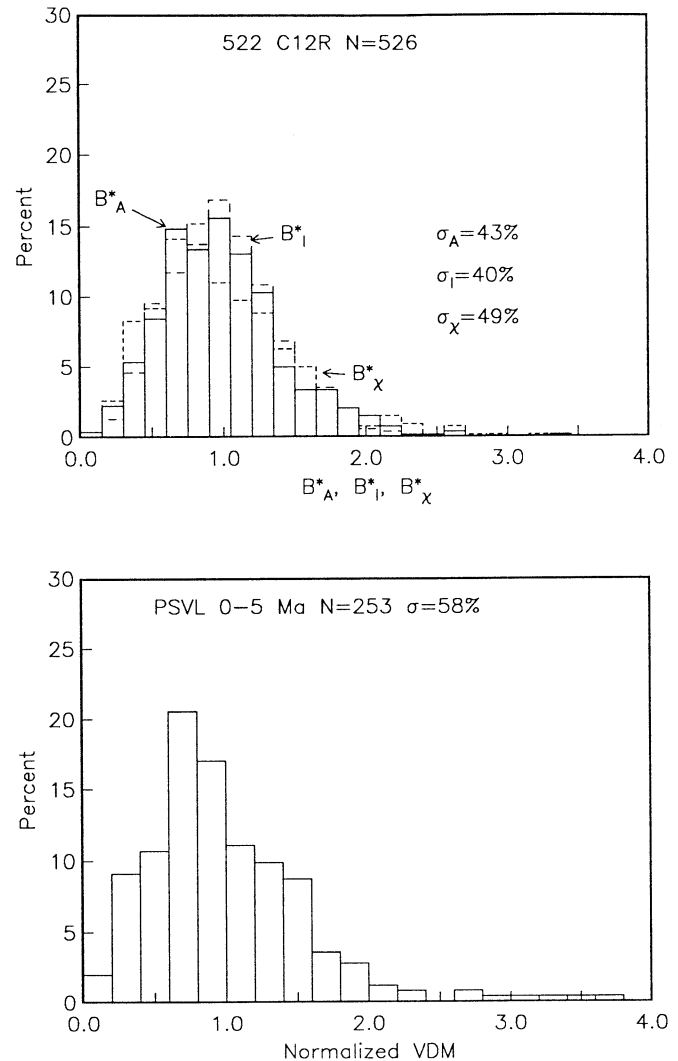 30
522 C12R N=526
25
20
B*A
15
B*I
σA=43%
Percent
σI=40%
10
σχ=49%
5
B*χ
0
0.0 1.0 2.0 3.0 4.0
B*A, B*I, B*χ
30
PSVL 0−5 Ma N=253 σ=58%
25
20
Percent
15
10
5
0
0.0 1.0 2.0 3.0 4.0
Normalized VDM